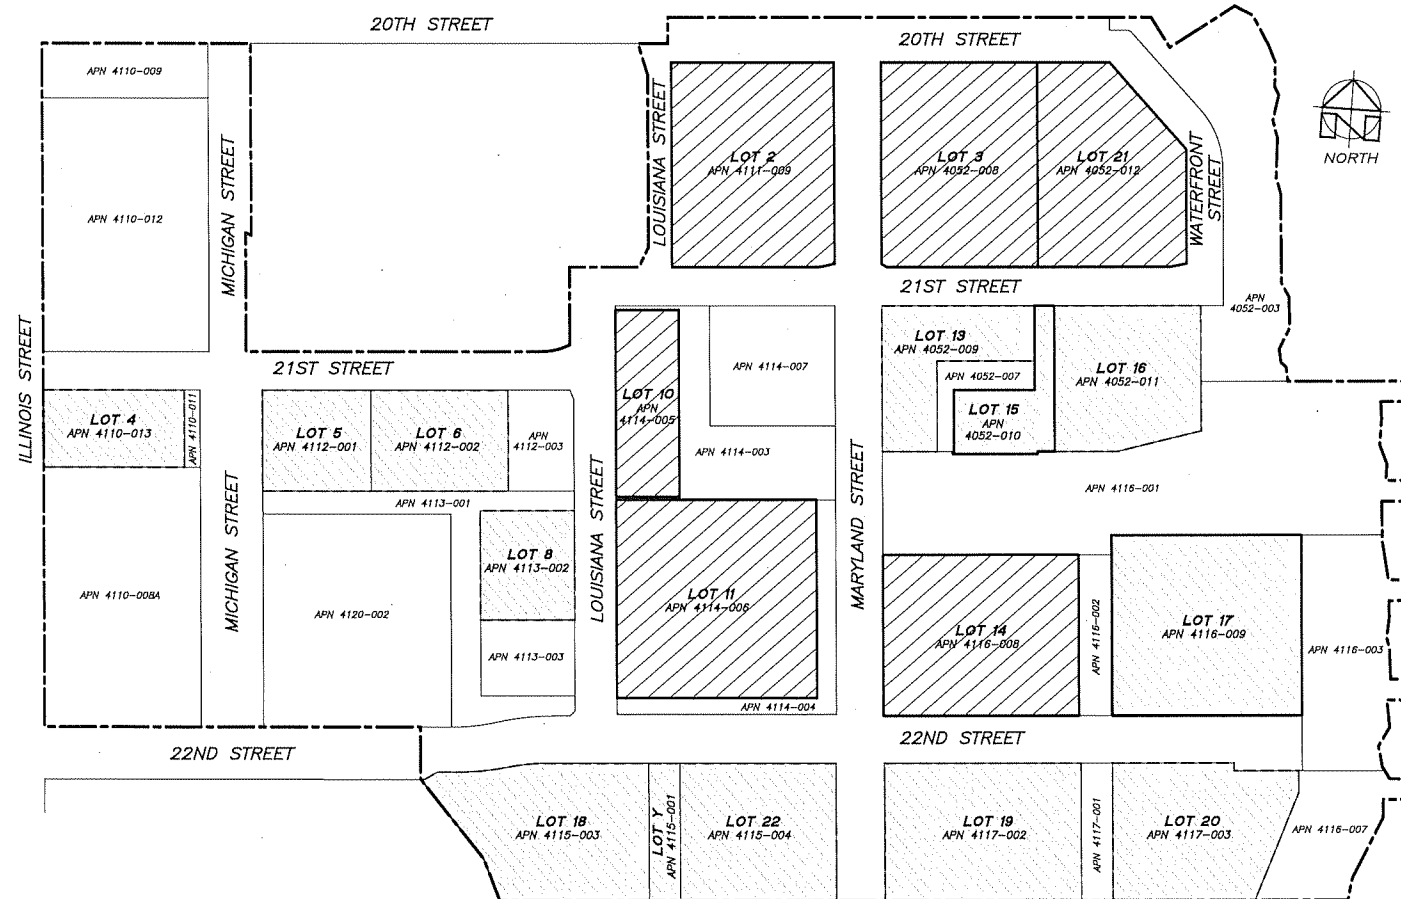 20TH STREET
20TH STREET
APN 4110-009
APN 4110-012
MICHIGAN STREET
LOUISIANA STREET
LOT 2
APN 4111-009
LOT 3
APN 4052-008
LOT 21
APN 4052-012
WATERFRONT
STREET
NORTH
21ST STREET
APN
4052-003
ILLINOIS STREET
21ST STREET
LOT 4
APN 4110-013
APN 4110-011
LOT 5
APN 4112-001
LOT 6
APN 4112-002
APN
4112-003
LOT 10
APN
4114-005
APN 4114-007
APN 4114-003
LOT 13
APN 4052-009
APN 4052-007
LOT 15
APN
4052-010
LOT 16
APN 4052-011
APN 4113-001
APN 4116-001
MICHIGAN STREET
LOUISIANA STREET
MARYLAND STREET
LOT 8
APN 4113-002
APN 4110-008A
APN 4120-002
APN 4113-003
LOT 11
APN 4114-006
APN 4114-004
LOT 14
APN 4116-008
APN 4116-002
LOT 17
APN 4116-009
APN 4116-003
22ND STREET
22ND STREET
LOT 18
APN 4115-003
LOT Y
APN 4115-001
LOT 22
APN 4115-004
LOT 19
APN 4117-002
APN 4117-001
LOT 20
APN 4117-003
APN 4116-007